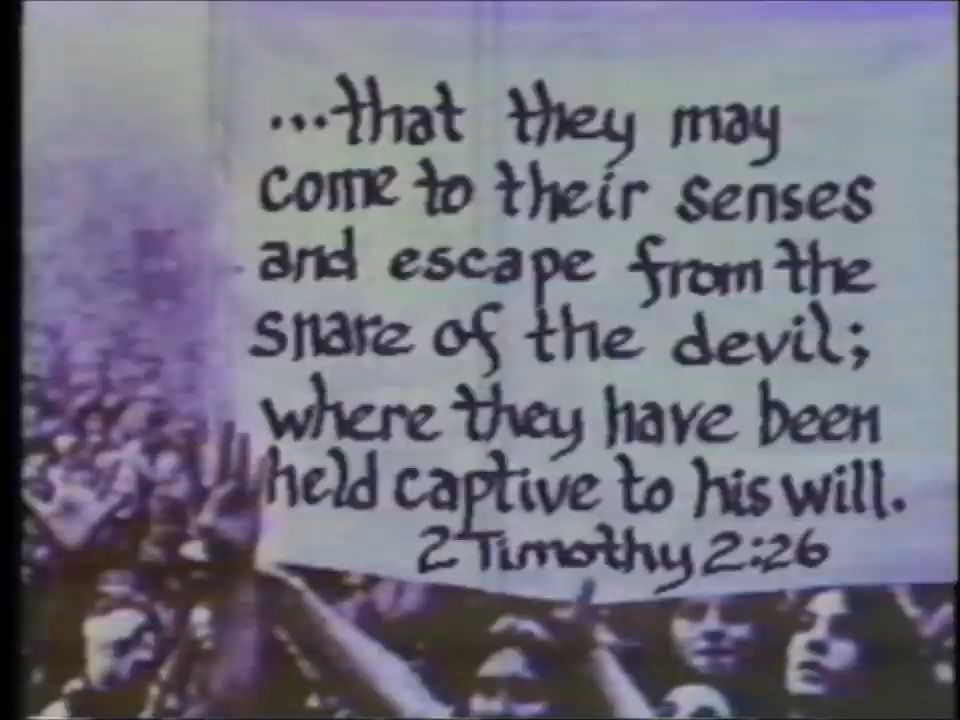 ...that they may
come to their senses
and escape from the
snare of the devil;
where they have been
held captive to his will.
2 Timothy 2:26